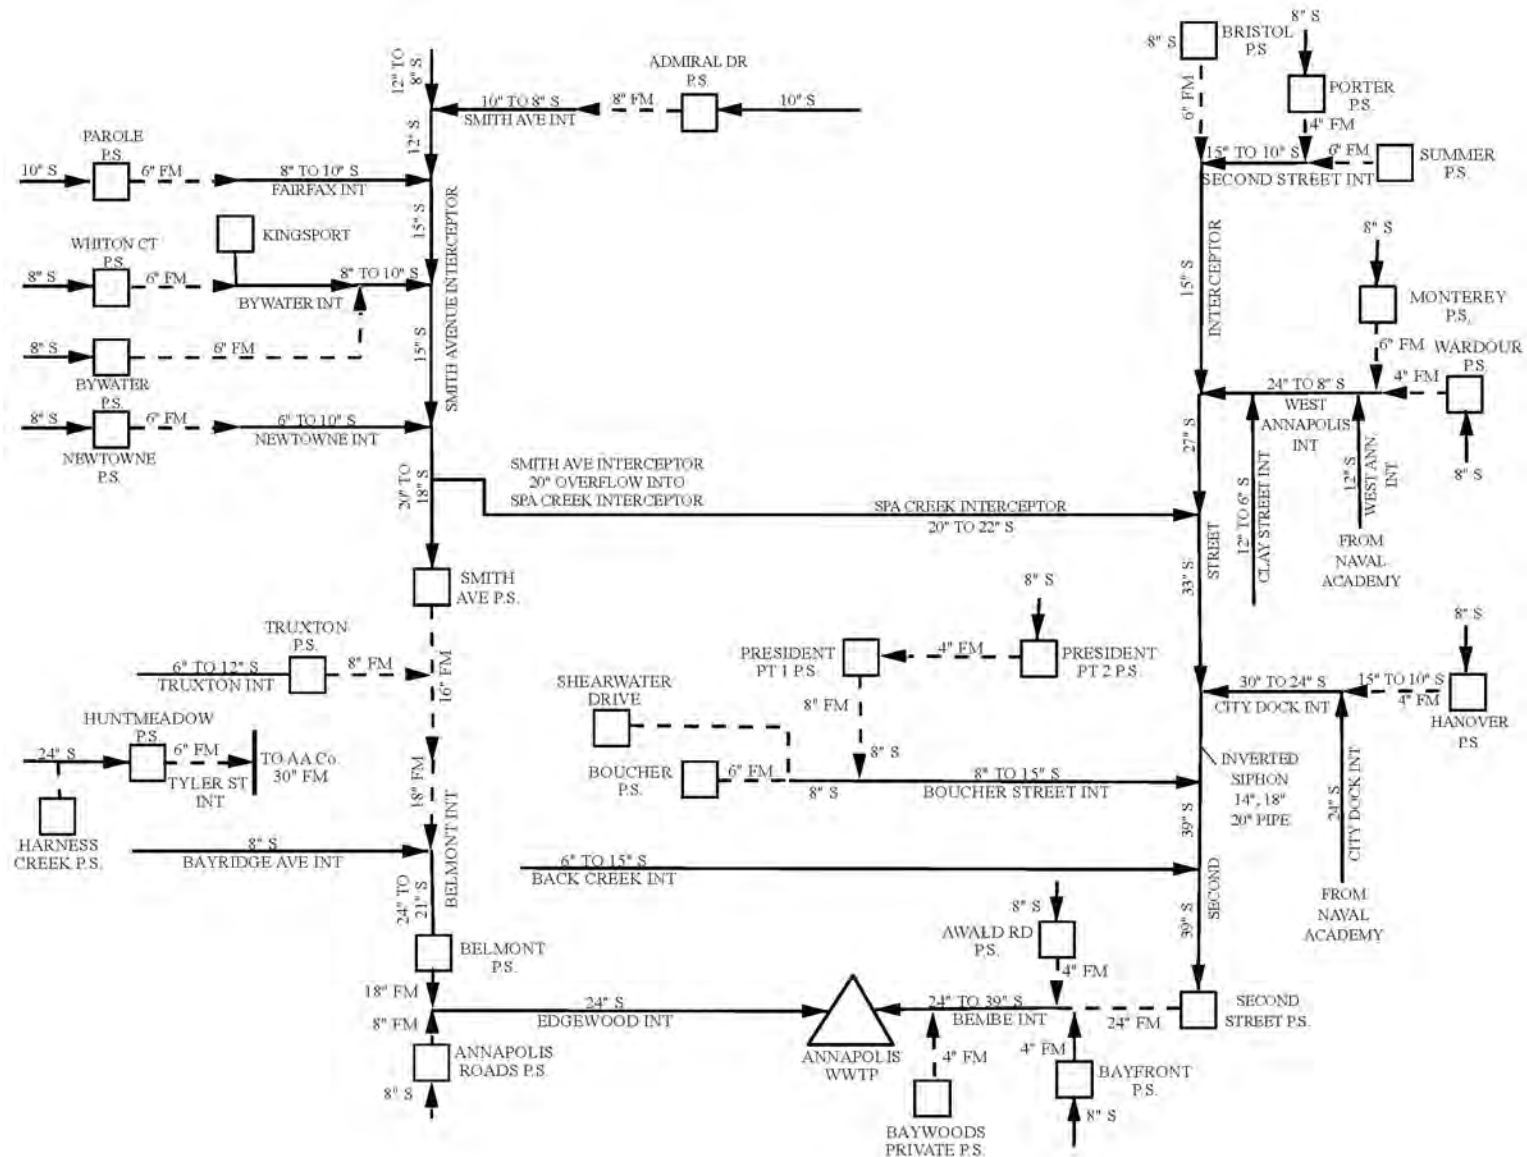 8" S
BRISTOL
P.S.
8" S
12" TO
8" S
ADMIRAL DR
P.S.
10" TO 8" S
SMITH AVE INT
8" FM
10" S
6" FM
PORTER
P.S.
4" FM
15" TO 10" S
SECOND STREET INT
6" FM
SUMMER
P.S.
12" S
PAROLE
P.S.
10" S
6" FM
8" TO 10" S
FAIRFAX INT
15" S
SMITH AVENUE INTERCEPTOR
KINGSPORT
WHITON CT
P.S.
8" S
6" FM
8" TO 10" S
BYWATER INT
15" S
INTERCEPTOR
8" S
MONTEREY
P.S.
6" FM
WARDOUR
P.S.
4" FM
8" S
6" FM
BYWATER
P.S.
15" S
24" TO 8" S
WEST
ANNAPOLIS
INT
8" S
6" FM
NEWTOWNE
P.S.
6" TO 10" S
NEWTOWNE INT
27" S
8" S
20" TO
18" S
SMITH AVE INTERCEPTOR
20" OVERFLOW INTO
SPA CREEK INTERCEPTOR
SPA CREEK INTERCEPTOR
20" TO 22" S
12" TO 6" S
CLAY STREET INT
12" S
WEST ANN.
INT
FROM
NAVAL
ACADEMY
STREET
33" S
SMITH
AVE P.S.
8" S
8" S
TRUXTON
P.S.
6" TO 12" S
TRUXTON INT
8" FM
16" FM
PRESIDENT
PT 1 P.S.
4" FM
PRESIDENT
PT 2 P.S.
SHEARWATER
DRIVE
8" FM
30" TO 24" S
CITY DOCK INT
15" TO 10" S
4" FM
HANOVER
P.S.
HUNTMEADOW
P.S.
24" S
6" FM
TYLER ST
INT
TO AA Co.
30" FM
18" FM
BOUCHER
P.S.
6" FM
8" S
8" S
8" TO 15" S
BOUCHER STREET INT
INVERTED
SIPHON
14", 18"
20" PIPE
24" S
CITY DOCK INT
39" S
HARNESS
CREEK P.S.
8" S
BAYRIDGE AVE INT
BELMONT INT
24" TO
21" S
6" TO 15" S
BACK CREEK INT
SECOND
39" S
8" S
FROM
NAVAL
ACADEMY
BELMONT
P.S.
AWALD RD
P.S.
4" FM
18" FM
24" S
EDGEWOOD INT
24" TO 39" S
BEMBE INT
24" FM
SECOND
STREET P.S.
8" FM
ANNAPOLIS
ROADS P.S.
8" S
ANNAPOLIS
WWTP
4" FM
4" FM
BAYFRONT
P.S.
8" S
BAYWOODS
PRIVATE P.S.